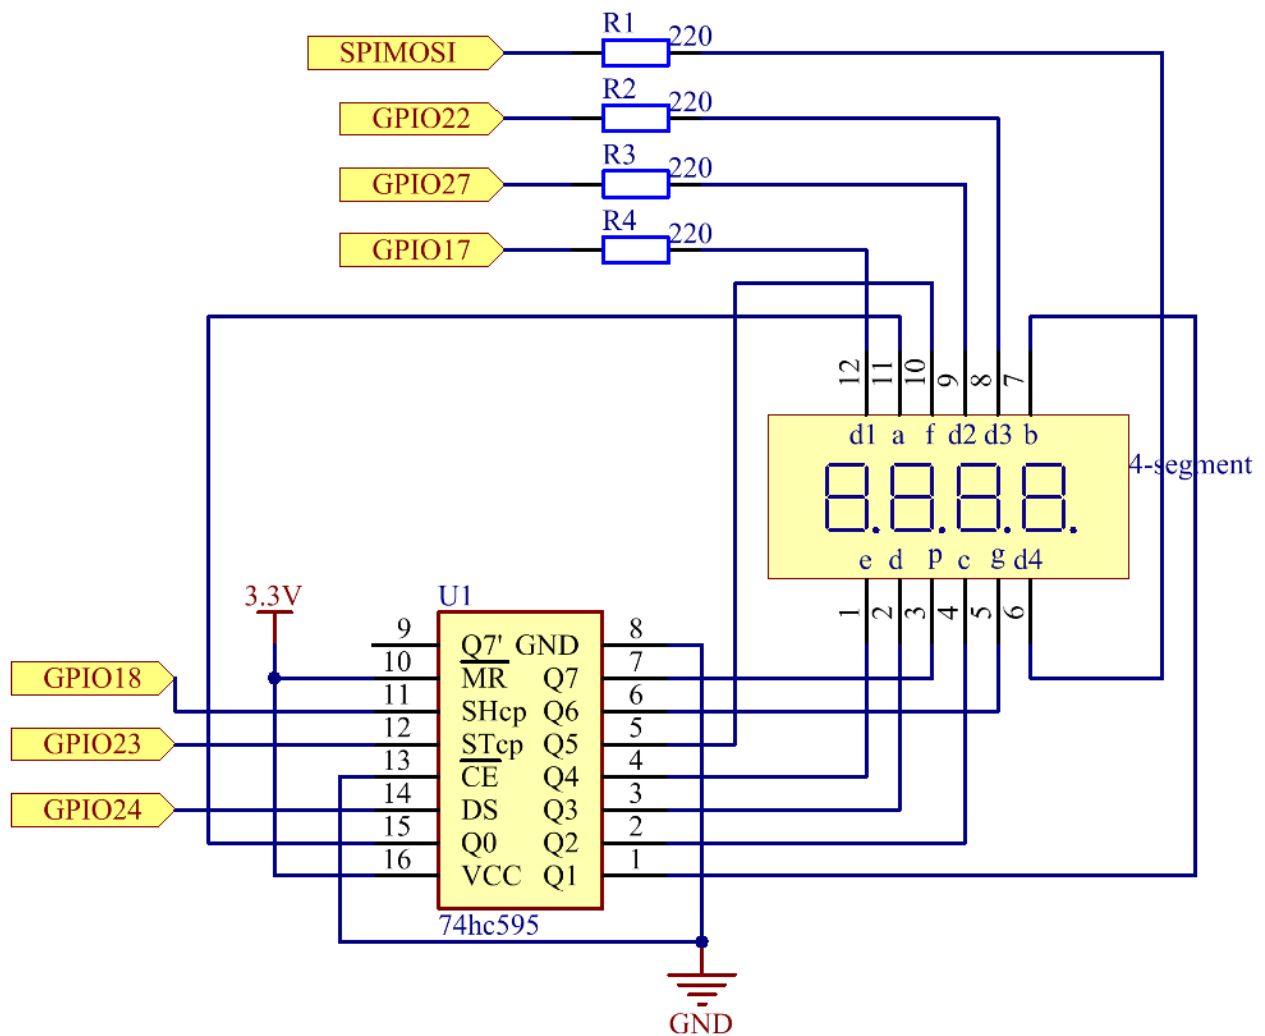 R1
SPIMOSI 220
R2
GPIO22 220
R3
GPIO27 220
R4
GPIO17 220
12 11 10 9 8 7
d1 a f d2 d3 b
4-segment
e d p c g d4
1 2 3 4 5 6
3.3V
U1
9 Q7' GND 8
10 MR Q7 7
GPIO18
11 SHcp Q6 6
GPIO23
12 STcp Q5 5
13 CE Q4 4
GPIO24
14 DS Q3 3
15 Q0 Q2 2
16 VCC Q1 1
74hc595
GND